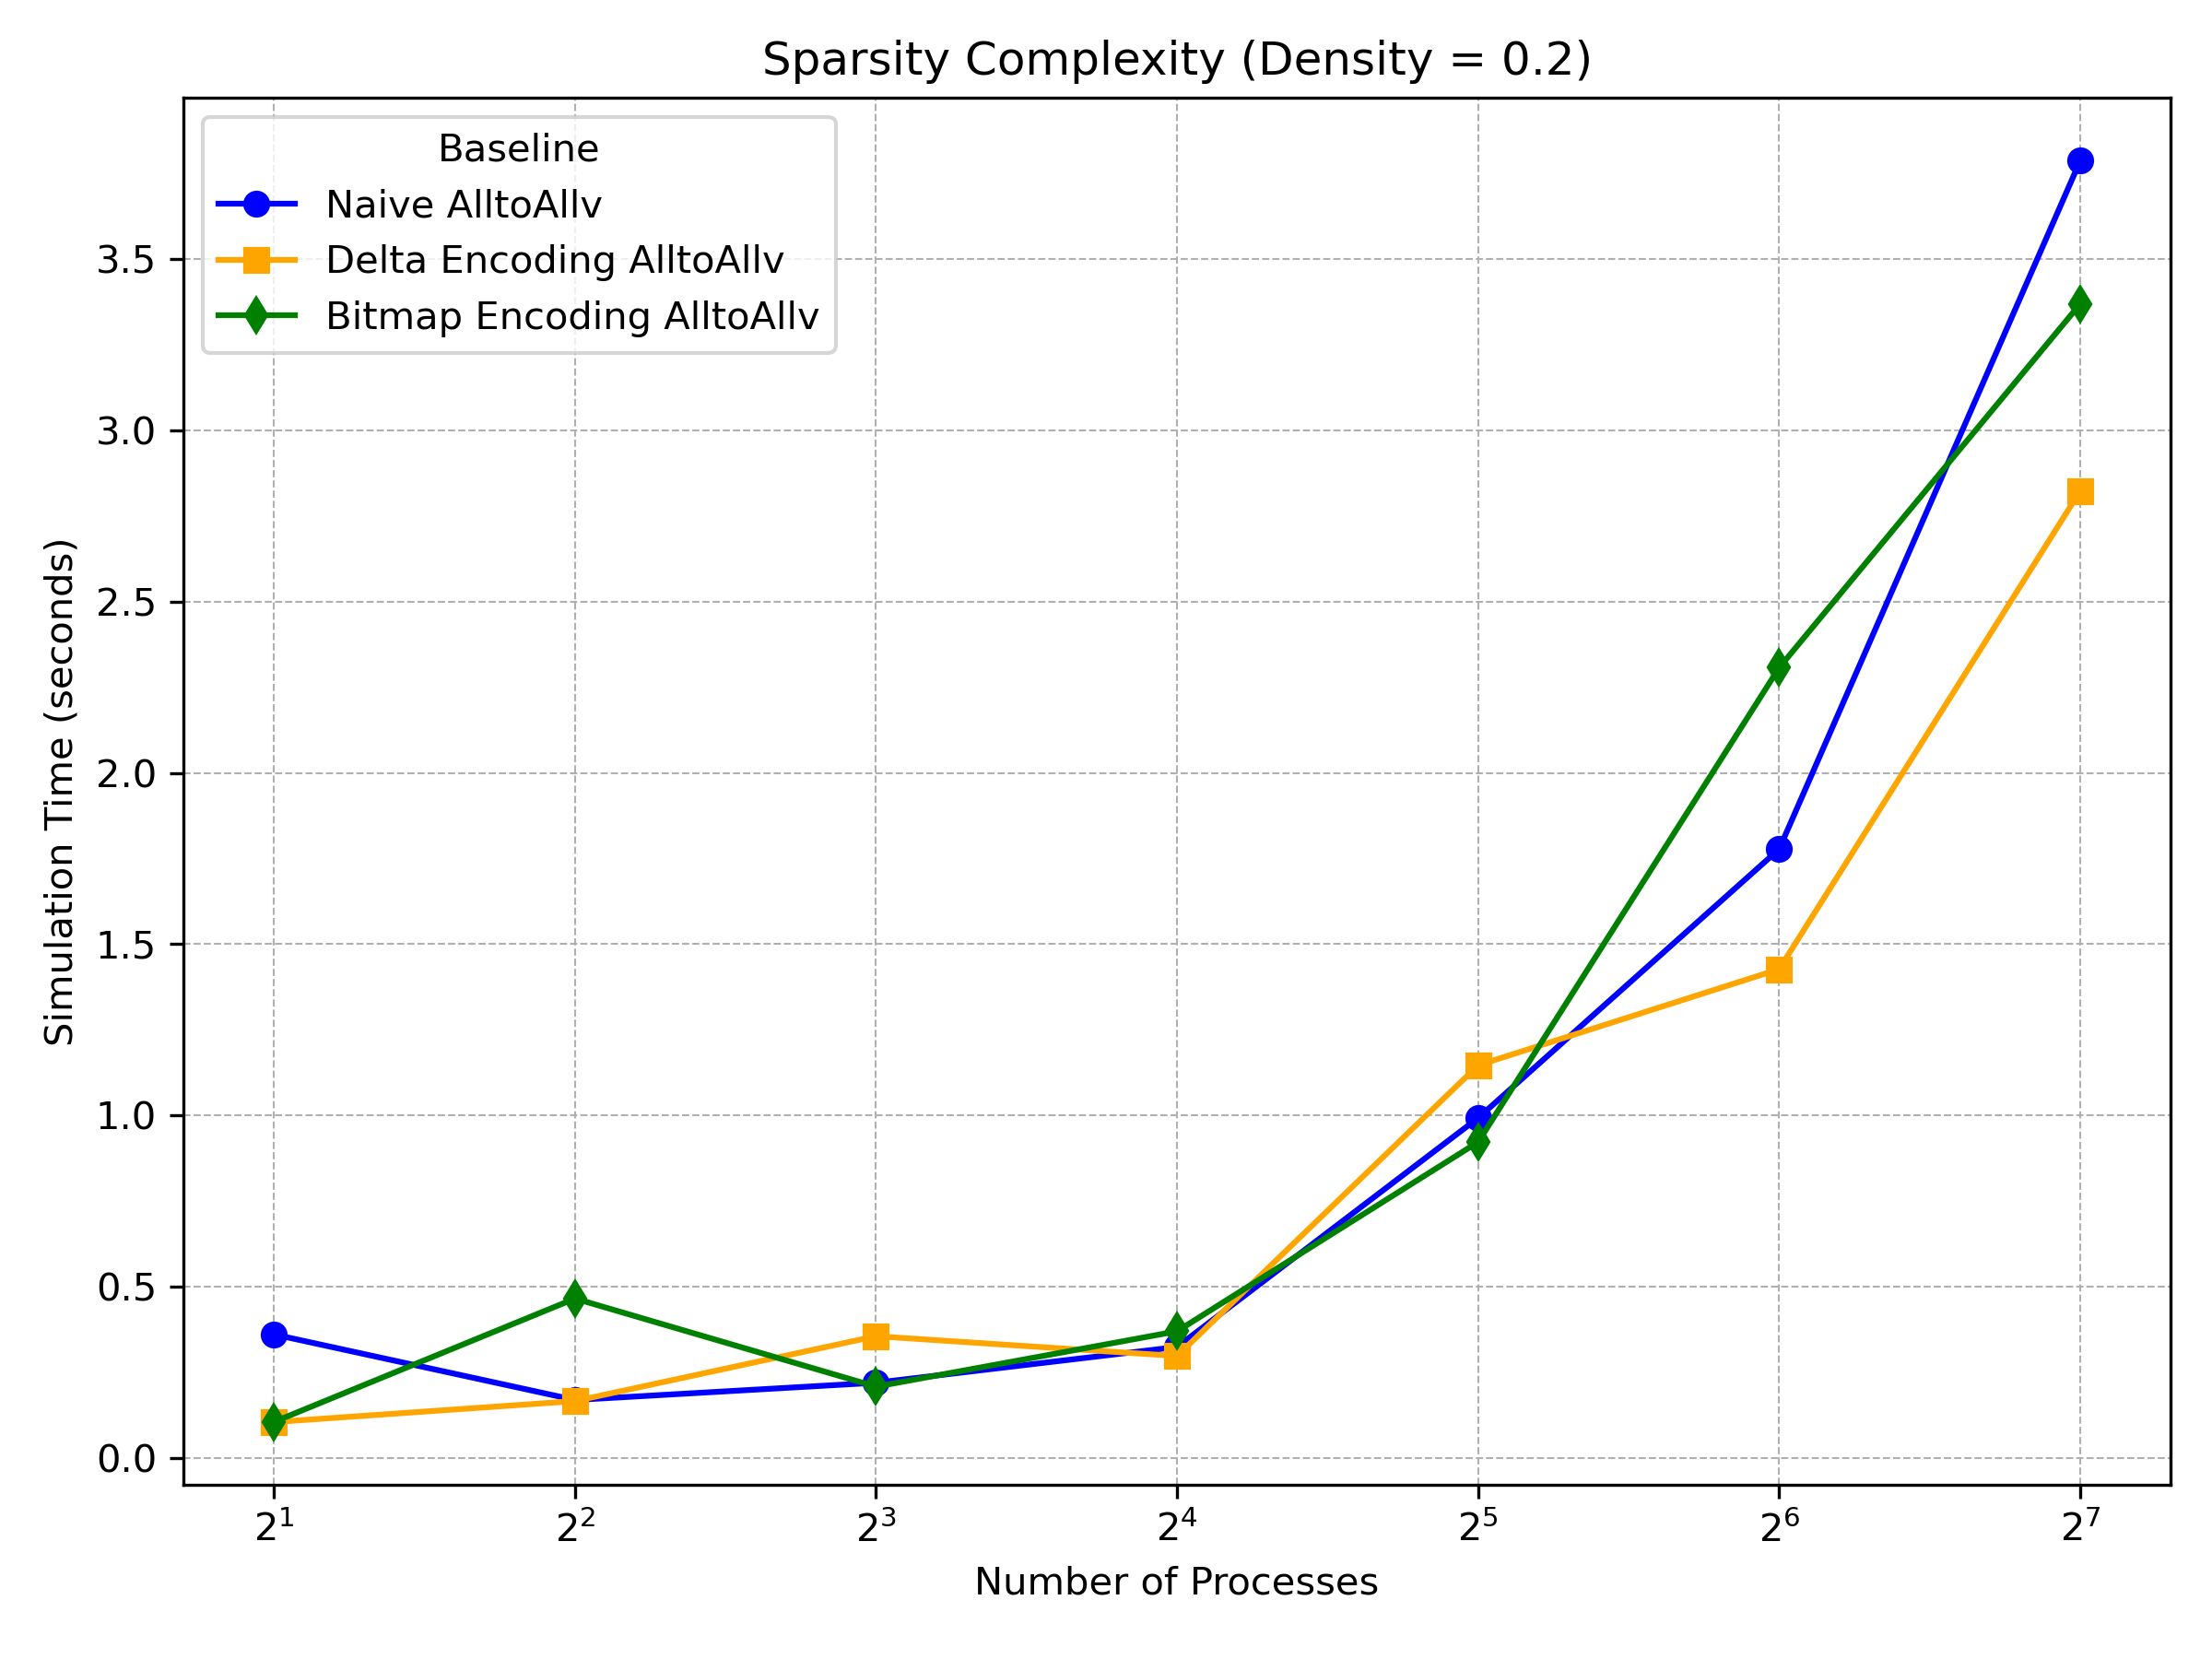 Sparsity Complexity (Density = 0.2)
Baseline
Naive AlltoAllv
Delta Encoding AlltoAllv
Bitmap Encoding AlltoAllv
Simulation Time (seconds)
3.5
3.0
2.5
2.0
1.5
1.0
0.5
0.0
2¹ 2² 2³ 2⁴ 2⁵ 2⁶ 2⁷
Number of Processes